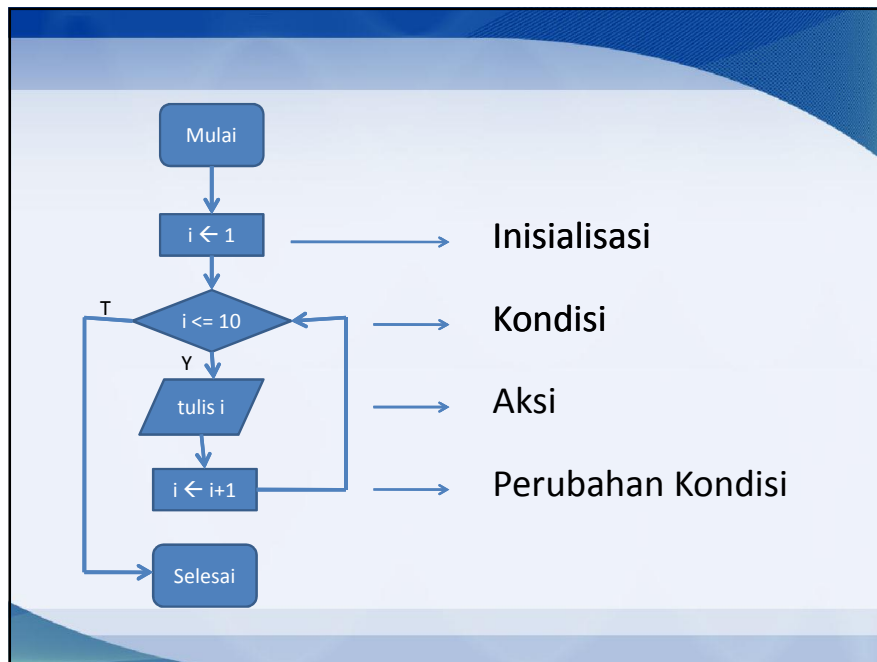 Mulai
i ← 1
Inisialisasi
T
i <= 10
Kondisi
Y
tulis i
Aksi
i ← i+1
Perubahan Kondisi
Selesai